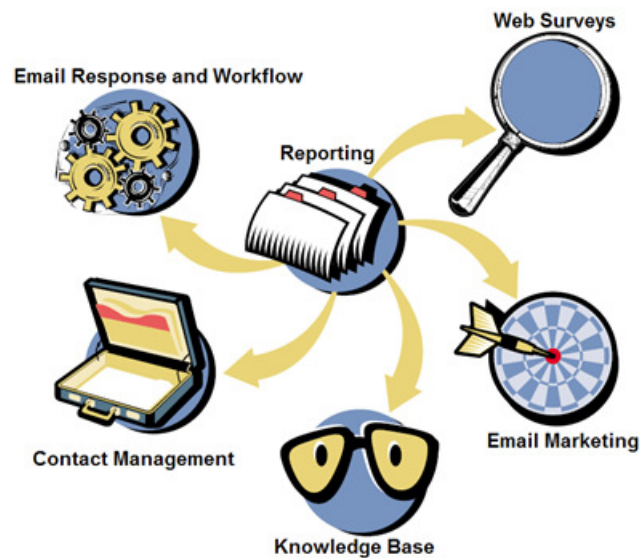 Web Surveys
Email Response and Workflow
Reporting
Email Marketing
Contact Management
Knowledge Base